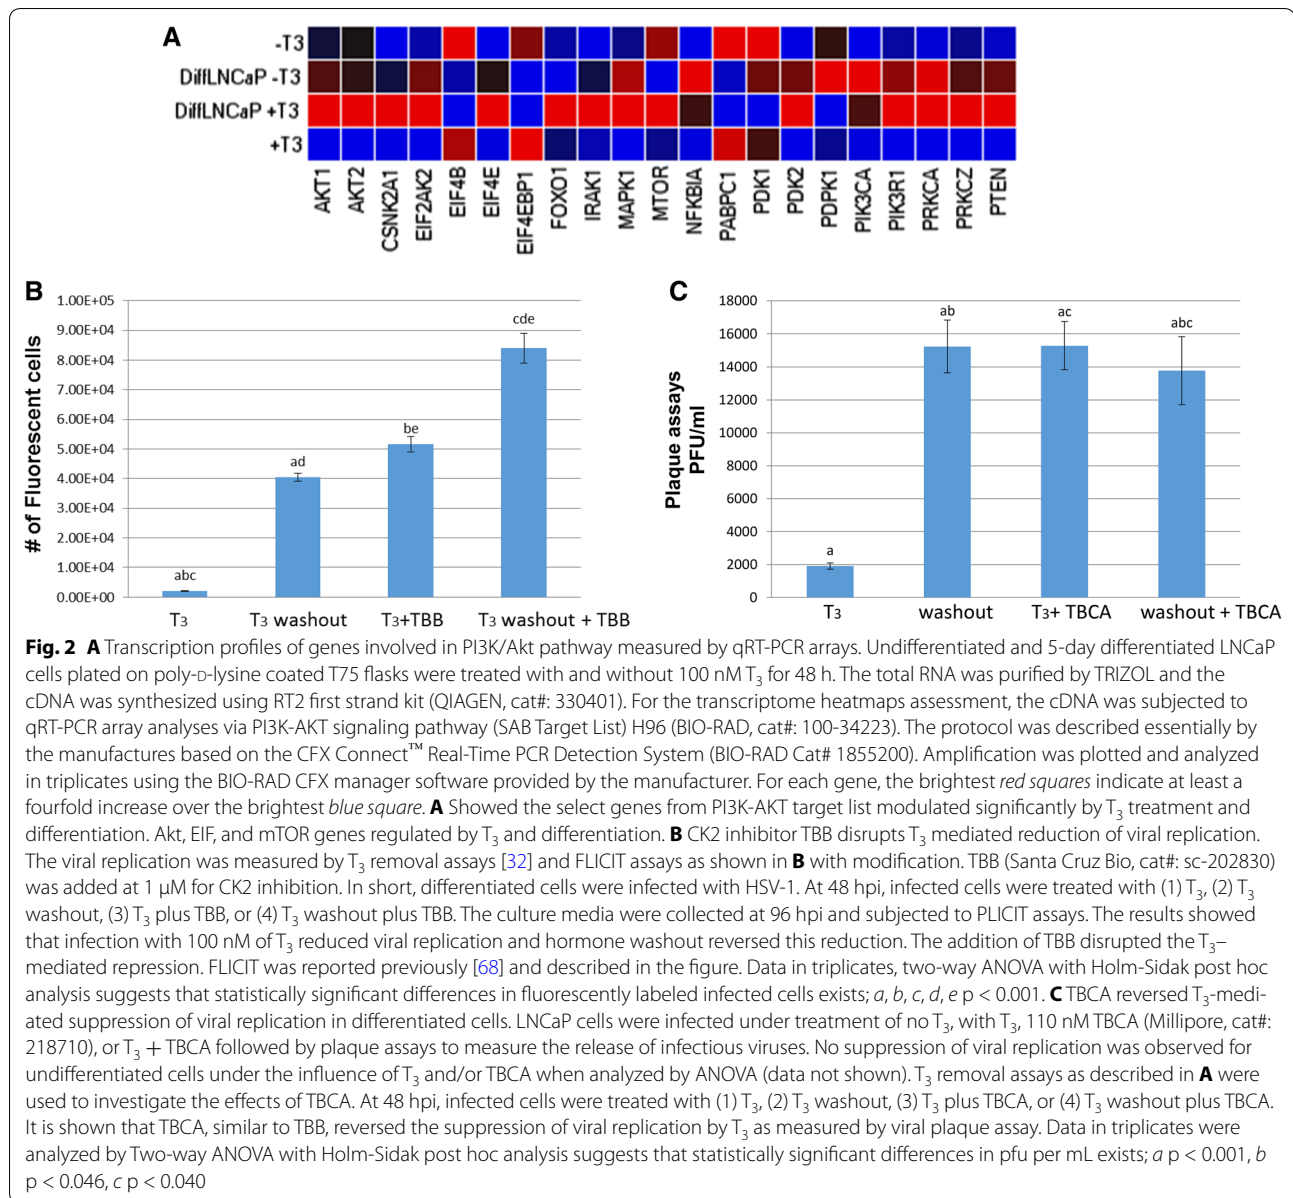 A
-T3
DiffLNCaP -T3
DiffLNCaP +T3
+T3
AKT1
AKT2
CSNK2A1
EIF2AK2
EIF4B
EIF4E
EIF4EBP1
FOXO1
IRAK1
MAPK1
MTOR
NFKBIA
PABPC1
PDK1
PDK2
PDPK1
PIK3CA
PIK3R1
PRKCA
PRKCZ
PTEN
B
# of Fluorescent cells
1.00E+05
9.00E+04
8.00E+04
7.00E+04
6.00E+04
5.00E+04
4.00E+04
3.00E+04
2.00E+04
1.00E+04
0.00E+00
abc
ad
be
cde
T3
T3 washout
T3+TBB
T3 washout + TBB
C
Plaque assays
PFU/ml
18000
16000
14000
12000
10000
8000
6000
4000
2000
0
a
ab
ac
abc
T3
washout
T3+ TBCA
washout + TBCA
Fig. 2 A Transcription profiles of genes involved in PI3K/Akt pathway measured by qRT-PCR arrays. Undifferentiated and 5-day differentiated LNCaP
cells plated on poly-D-lysine coated T75 flasks were treated with and without 100 nM T3 for 48 h. The total RNA was purified by TRIZOL and the
cDNA was synthesized using RT2 first strand kit (QIAGEN, cat#: 330401). For the transcriptome heatmaps assessment, the cDNA was subjected to
qRT-PCR array analyses via PI3K-AKT signaling pathway (SAB Target List) H96 (BIO-RAD, cat#: 100-34223). The protocol was described essentially by
the manufactures based on the CFX Connect™ Real-Time PCR Detection System (BIO-RAD Cat# 1855200). Amplification was plotted and analyzed
in triplicates using the BIO-RAD CFX manager software provided by the manufacturer. For each gene, the brightest red squares indicate at least a
fourfold increase over the brightest blue square. A Showed the select genes from PI3K-AKT target list modulated significantly by T3 treatment and
differentiation. Akt, EIF, and mTOR genes regulated by T3 and differentiation. B CK2 inhibitor TBB disrupts T3 mediated reduction of viral replication.
The viral replication was measured by T3 removal assays [32] and FLICIT assays as shown in B with modification. TBB (Santa Cruz Bio, cat#: sc-202830)
was added at 1 μM for CK2 inhibition. In short, differentiated cells were infected with HSV-1. At 48 hpi, infected cells were treated with (1) T3, (2) T3
washout, (3) T3 plus TBB, or (4) T3 washout plus TBB. The culture media were collected at 96 hpi and subjected to PLICIT assays. The results showed
that infection with 100 nM of T3 reduced viral replication and hormone washout reversed this reduction. The addition of TBB disrupted the T3–
mediated repression. FLICIT was reported previously [68] and described in the figure. Data in triplicates, two-way ANOVA with Holm-Sidak post hoc
analysis suggests that statistically significant differences in fluorescently labeled infected cells exists; a, b, c, d, e p < 0.001. C TBCA reversed T3-medi-
ated suppression of viral replication in differentiated cells. LNCaP cells were infected under treatment of no T3, with T3, 110 nM TBCA (Millipore, cat#:
218710), or T3 + TBCA followed by plaque assays to measure the release of infectious viruses. No suppression of viral replication was observed for
undifferentiated cells under the influence of T3 and/or TBCA when analyzed by ANOVA (data not shown). T3 removal assays as described in A were
used to investigate the effects of TBCA. At 48 hpi, infected cells were treated with (1) T3, (2) T3 washout, (3) T3 plus TBCA, or (4) T3 washout plus TBCA.
It is shown that TBCA, similar to TBB, reversed the suppression of viral replication by T3 as measured by viral plaque assay. Data in triplicates were
analyzed by Two-way ANOVA with Holm-Sidak post hoc analysis suggests that statistically significant differences in pfu per mL exists; a p < 0.001, b
p < 0.046, c p < 0.040